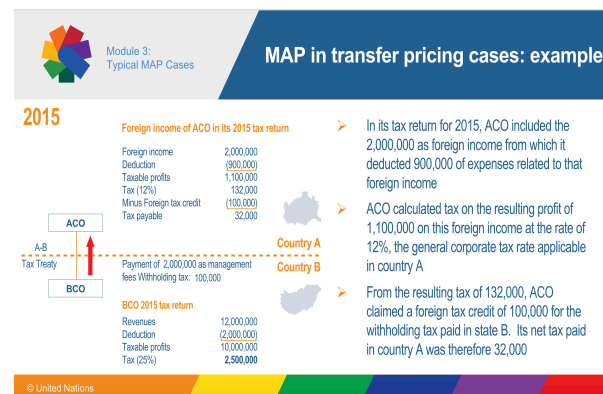 Module 3:
Typical MAP Cases
MAP in transfer pricing cases: example
2015
Foreign income of ACO in its 2015 tax return
Foreign income 2,000,000
Deduction (900,000)
Taxable profits 1,100,000
Tax (12%) 132,000
Minus Foreign tax credit (100,000)
Tax payable 32,000
ACO
A-B
Tax Treaty
Country A
Country B
Payment of 2,000,000 as management
fees Withholding tax: 100,000
BCO
BCO 2015 tax return
Revenues 12,000,000
Deduction (2,000,000)
Taxable profits 10,000,000
Tax (25%) 2,500,000
In its tax return for 2015, ACO included the
2,000,000 as foreign income from which it
deducted 900,000 of expenses related to that
foreign income
ACO calculated tax on the resulting profit of
1,100,000 on this foreign income at the rate of
12%, the general corporate tax rate applicable
in country A
From the resulting tax of 132,000, ACO
claimed a foreign tax credit of 100,000 for the
withholding tax paid in state B. Its net tax paid
in country A was therefore 32,000
© United Nations